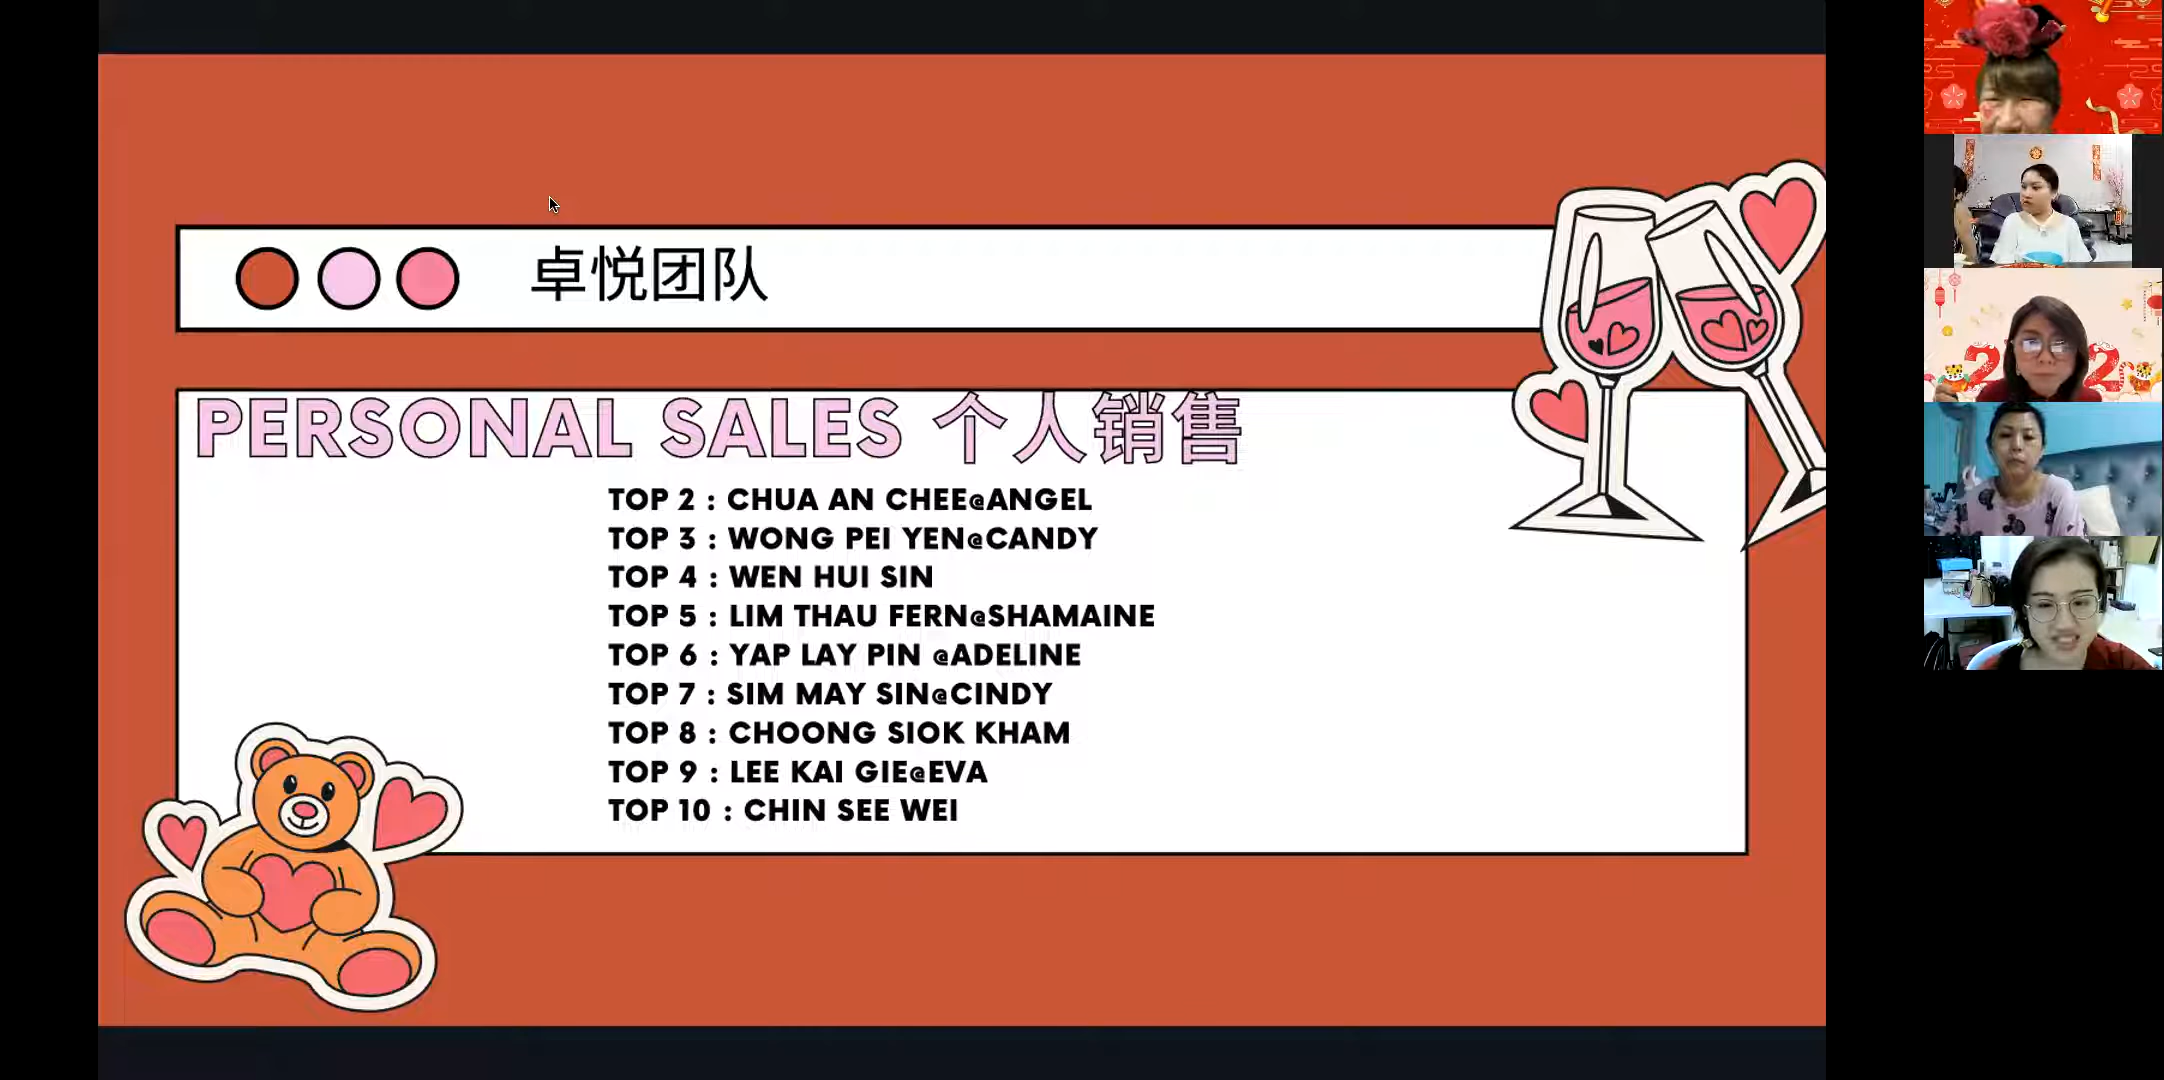 卓悦团队
PERSONAL SALES 个人销售
TOP 2 : CHUA AN CHEE@ANGEL
TOP 3 : WONG PEI YEN@CANDY
TOP 4 : WEN HUI SIN
TOP 5 : LIM THAU FERN@SHAMAINE
TOP 6 : YAP LAY PIN @ADELINE
TOP 7 : SIM MAY SIN@CINDY
TOP 8 : CHOONG SIOK KHAM
TOP 9 : LEE KAI GIE@EVA
TOP 10 : CHIN SEE WEI